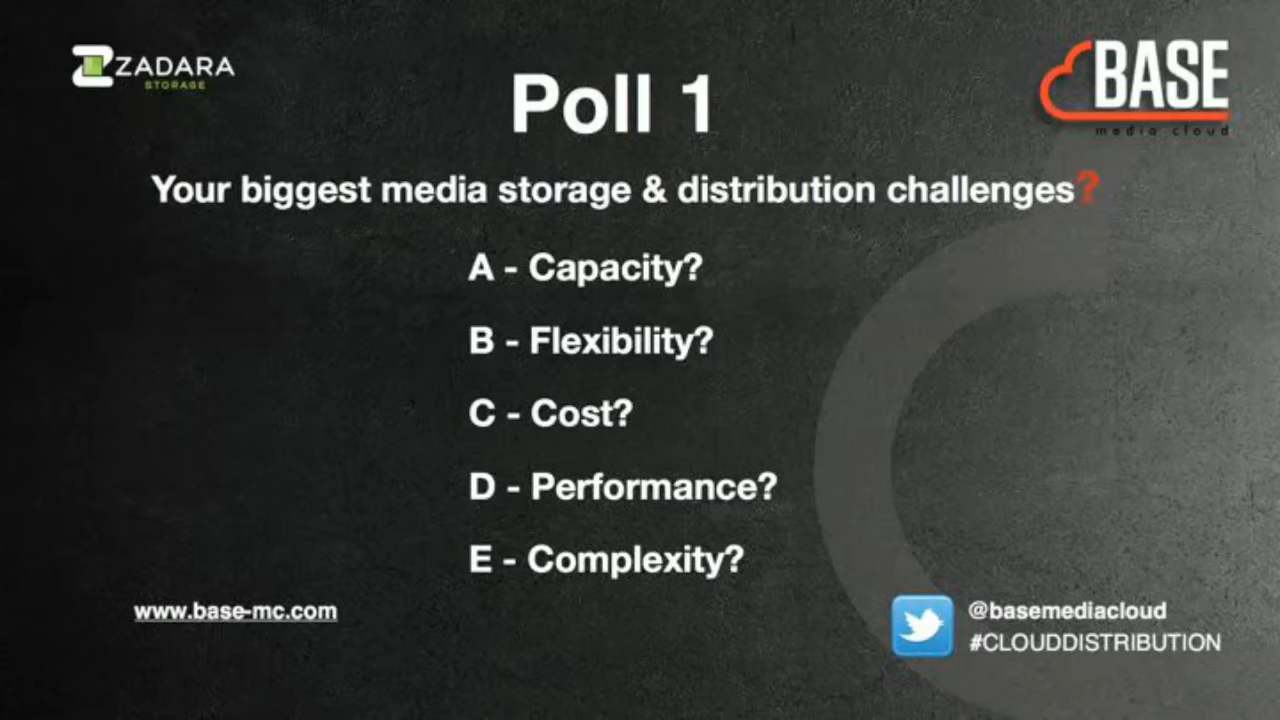 ZADARA
STORAGE
BASE
media cloud
Poll 1
Your biggest media storage & distribution challenges?
A - Capacity?
B - Flexibility?
C - Cost?
D - Performance?
E - Complexity?
www.base-mc.com
@basemediacloud
#CLOUDDISTRIBUTION